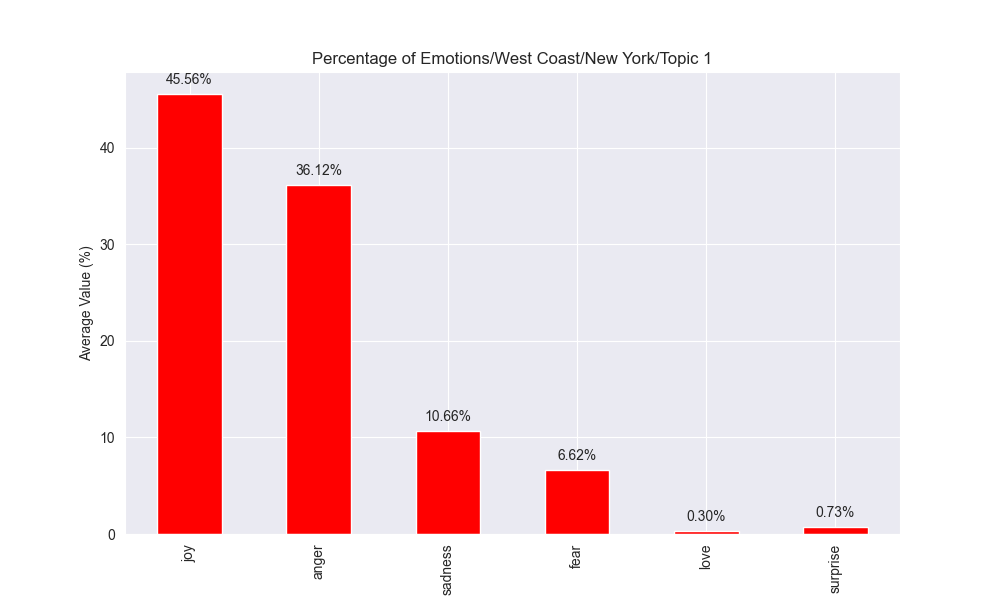 Percentage of Emotions/West Coast/New York/Topic 1
45.56%
36.12%
10.66%
6.62%
0.30%
0.73%
Average Value (%)
40
30
20
10
0
joy
anger
sadness
fear
love
surprise